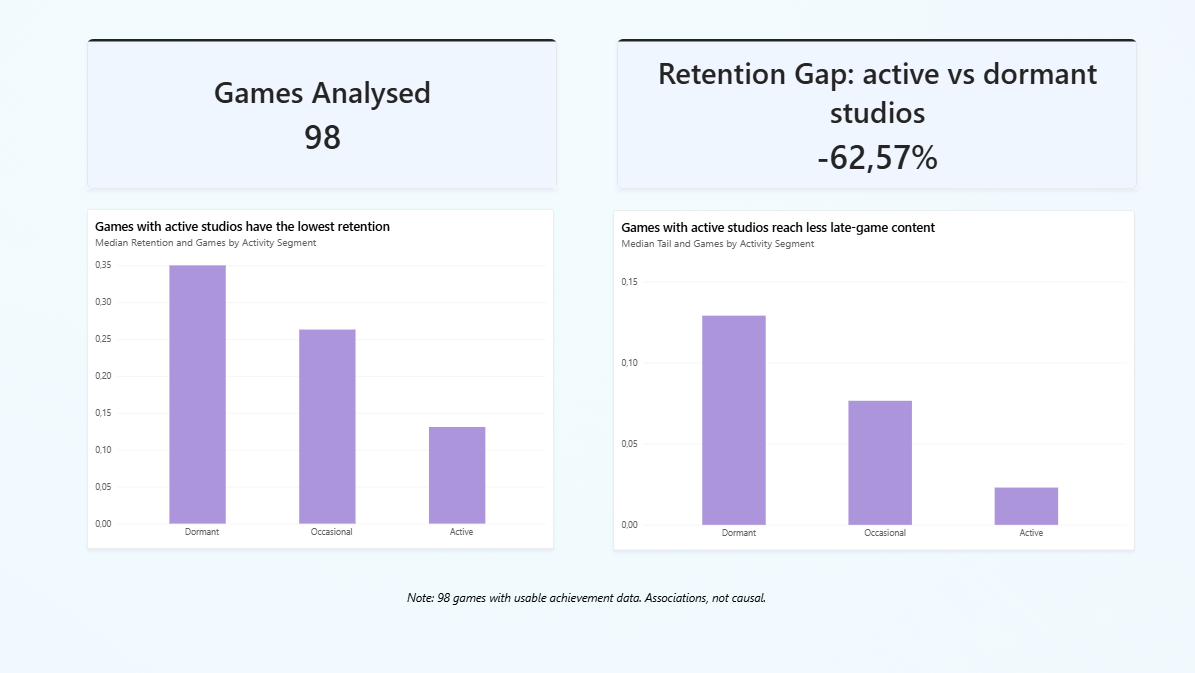 Games Analysed
98
Retention Gap: active vs dormant
studios
-62,57%
Games with active studios have the lowest retention
Median Retention and Games by Activity Segment
0,35
0,30
0,25
0,20
0,15
0,10
0,05
0,00
Dormant
Occasional
Active
Games with active studios reach less late-game content
Median Tail and Games by Activity Segment
0,15
0,10
0,05
0,00
Dormant
Occasional
Active
Note: 98 games with usable achievement data. Associations, not causal.